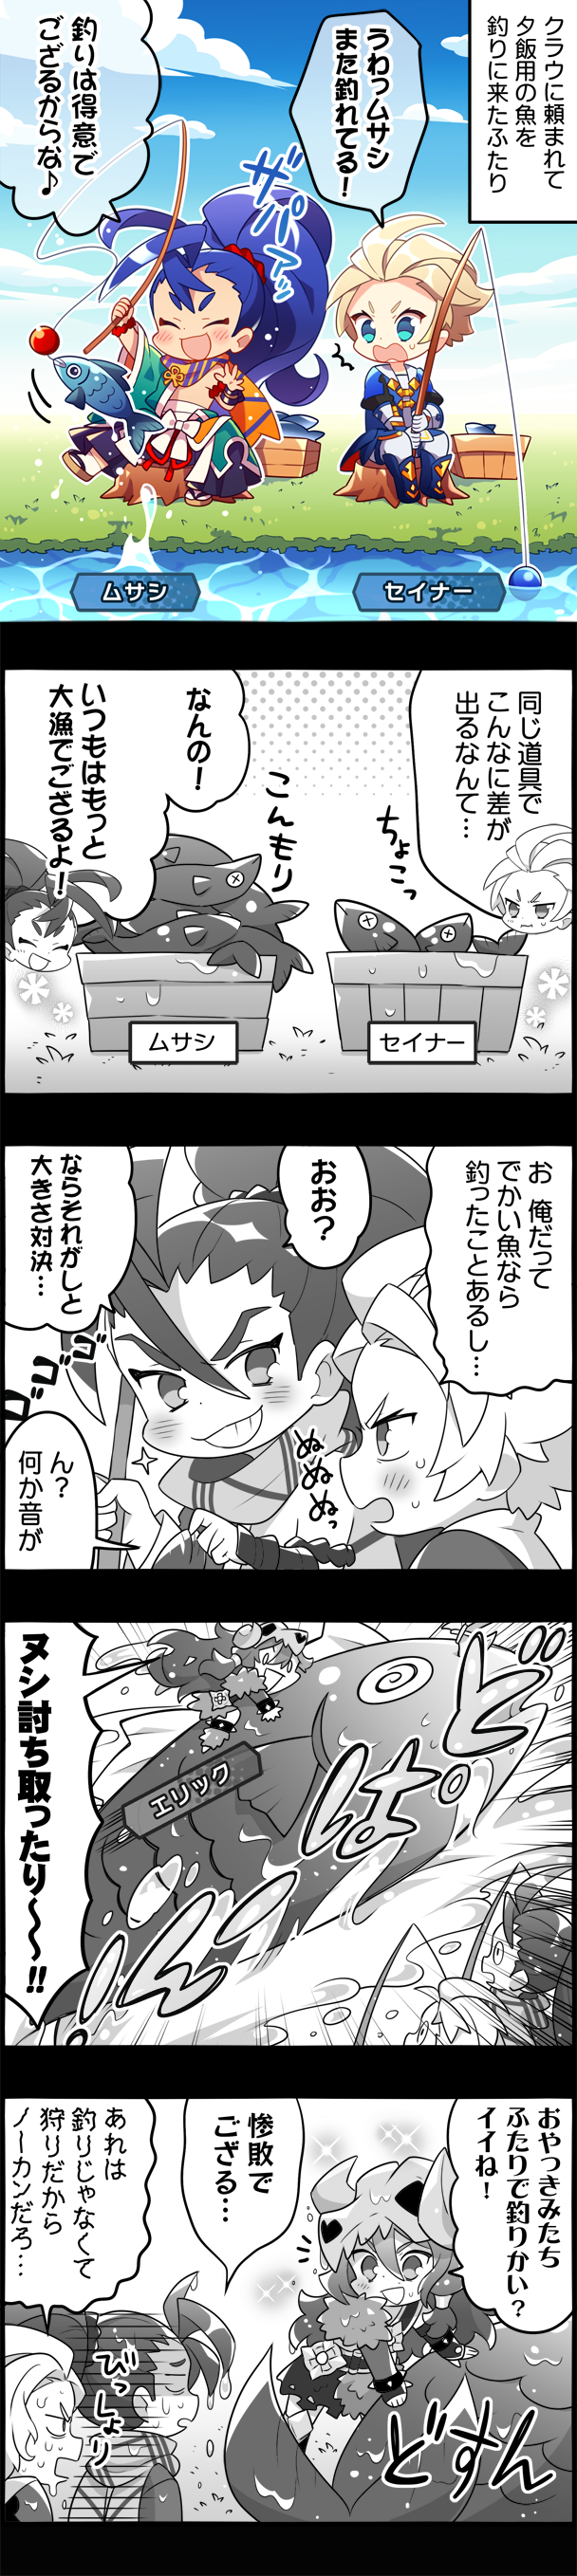 クラウに頼まれて
夕飯用の魚を
釣りに来たふたり
うわっムサシ
また釣れてる！
ザバアッ
釣りは得意で
ござるからな♪
セイナー
ムサシ
同じ道具で
こんなに差が
出るなんて…
ちょこっ
こんもり
なんの！
いつもはもっと
大漁でござるよ！
セイナー
ムサシ
お 俺だって
でかい魚なら
釣ったことあるし…
おお？
ならそれがしと
大きさ対決…
ぬぬぬっ
ゴゴゴ
ん？
何か音が
どぱーーん
ヌシ討ち取ったり〜〜!!
エリック
おやっきみたち
ふたりで釣りかい？
イイね！
どすん
惨敗で
ござる…
びっしょり
あれは
釣りじゃなくて
狩りだから
ノーカンだろ…